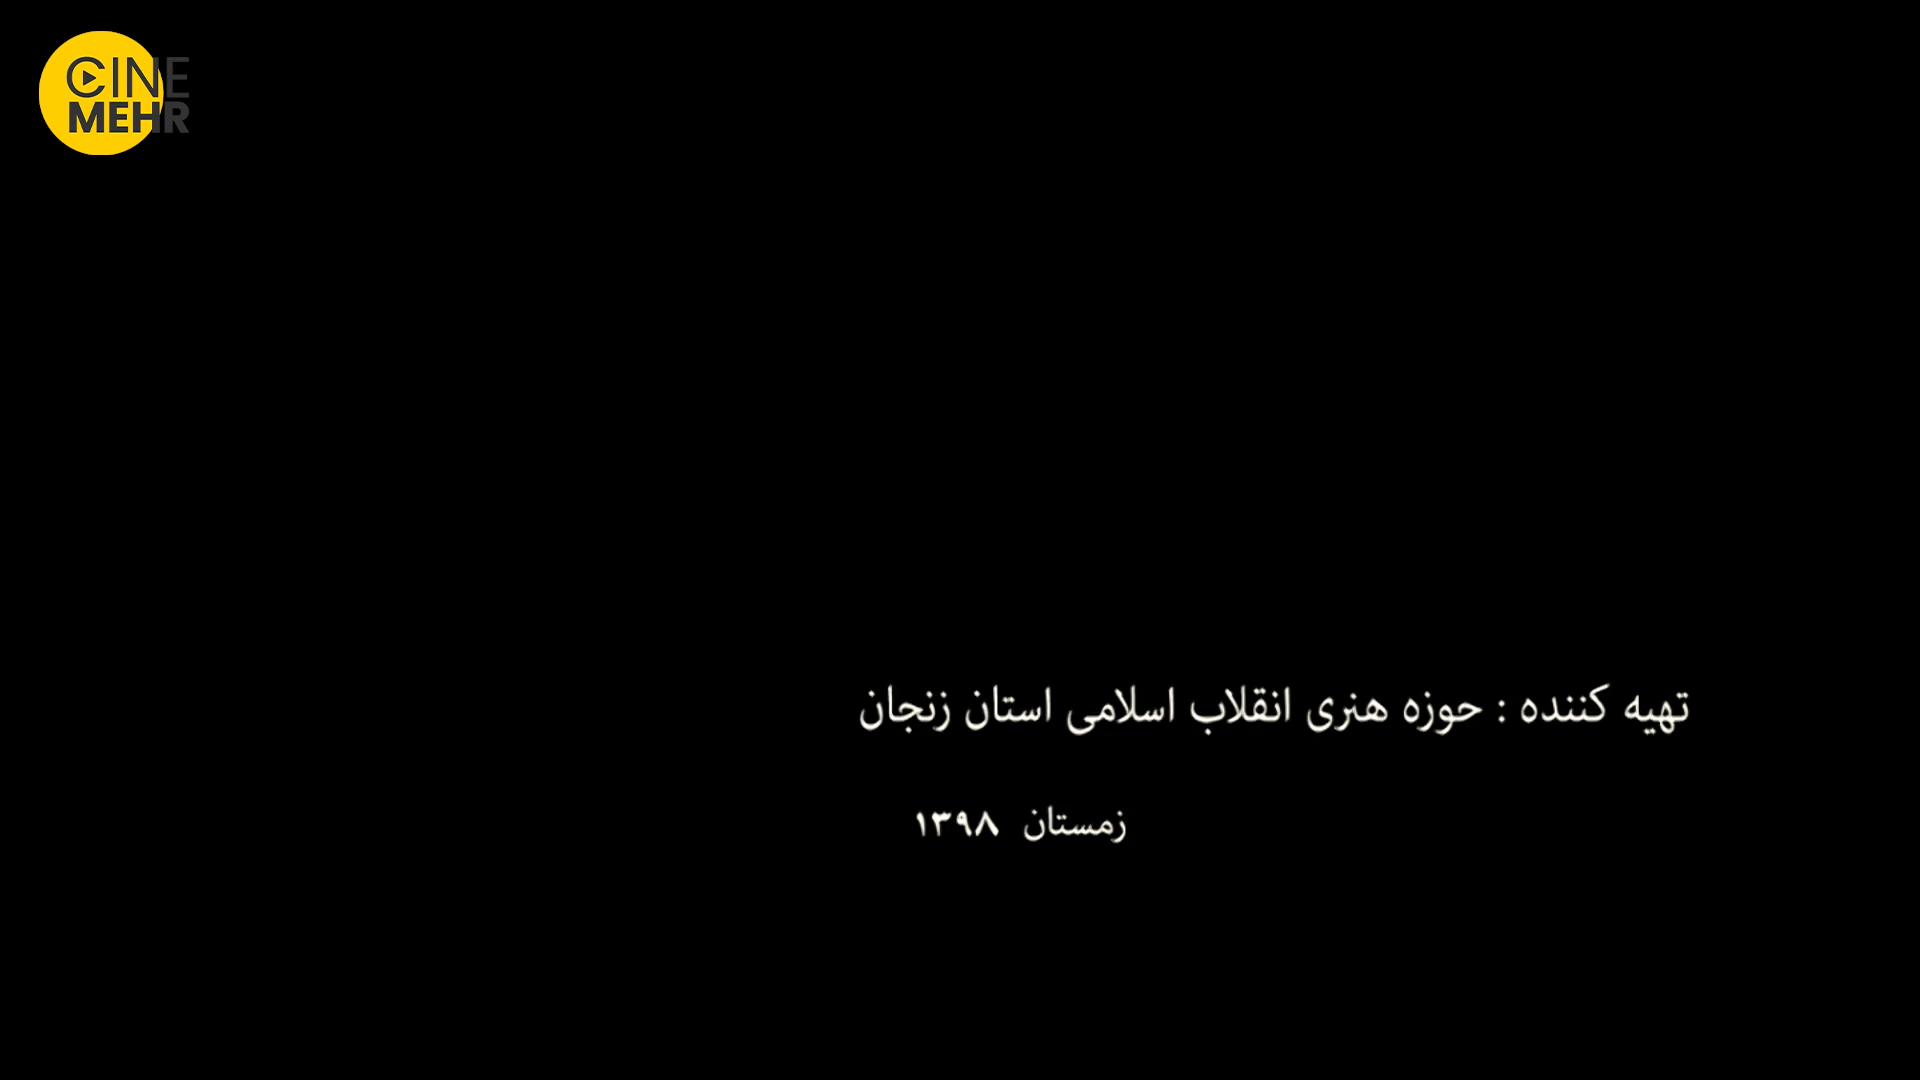 CINE
MEHR
تهیه کننده : حوزه هنری انقلاب اسلامی استان زنجان
زمستان ۱۳۹۸